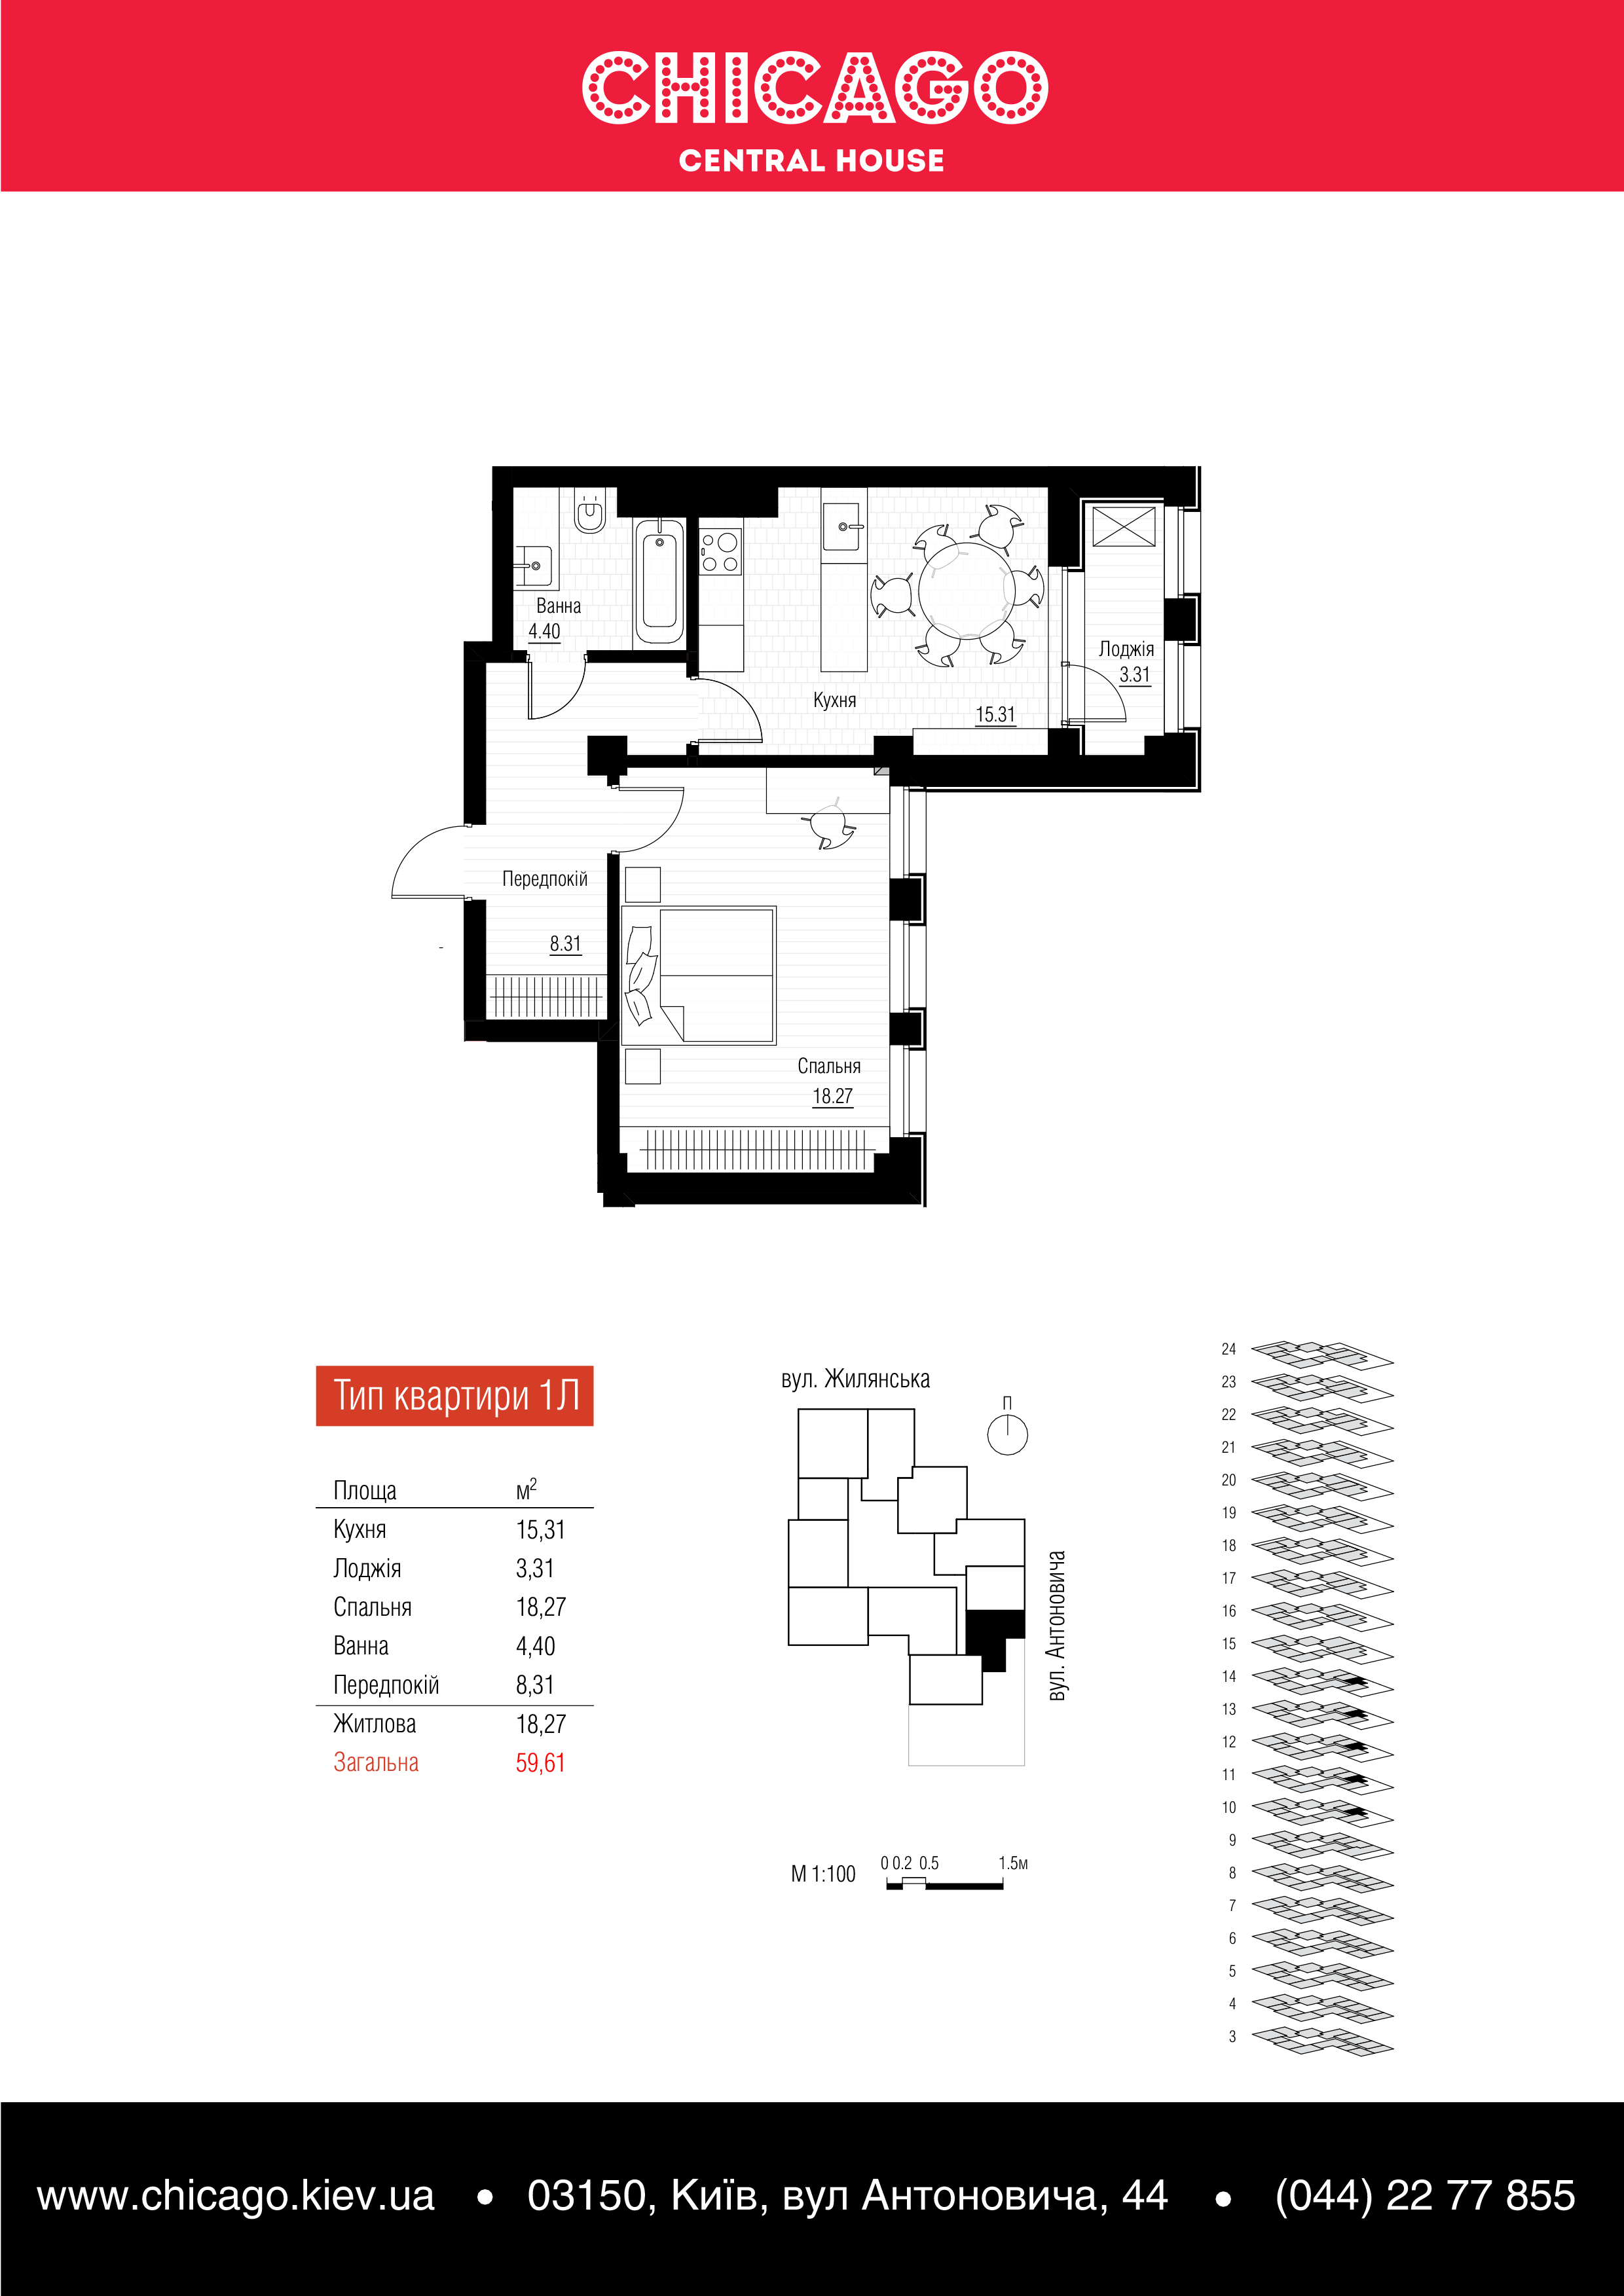 CHICAGO
CENTRAL HOUSE
Ванна
4.40
Кухня
15.31
Лоджія
3.31
Передпокій
8.31
-
Спальня
18.27
Тип квартири 1Л
Площа м²
Кухня 15,31
Лоджія 3,31
Спальня 18,27
Ванна 4,40
Передпокій 8,31
Житлова 18,27
Загальна 59,61
вул. Жилянська
П
вул. Антоновича
М 1:100
0 0.2 0.5 1.5м
24
23
22
21
20
19
18
17
16
15
14
13
12
11
10
9
8
7
6
5
4
3
www.chicago.kiev.ua • 03150, Київ, вул Антоновича, 44 • (044) 22 77 855